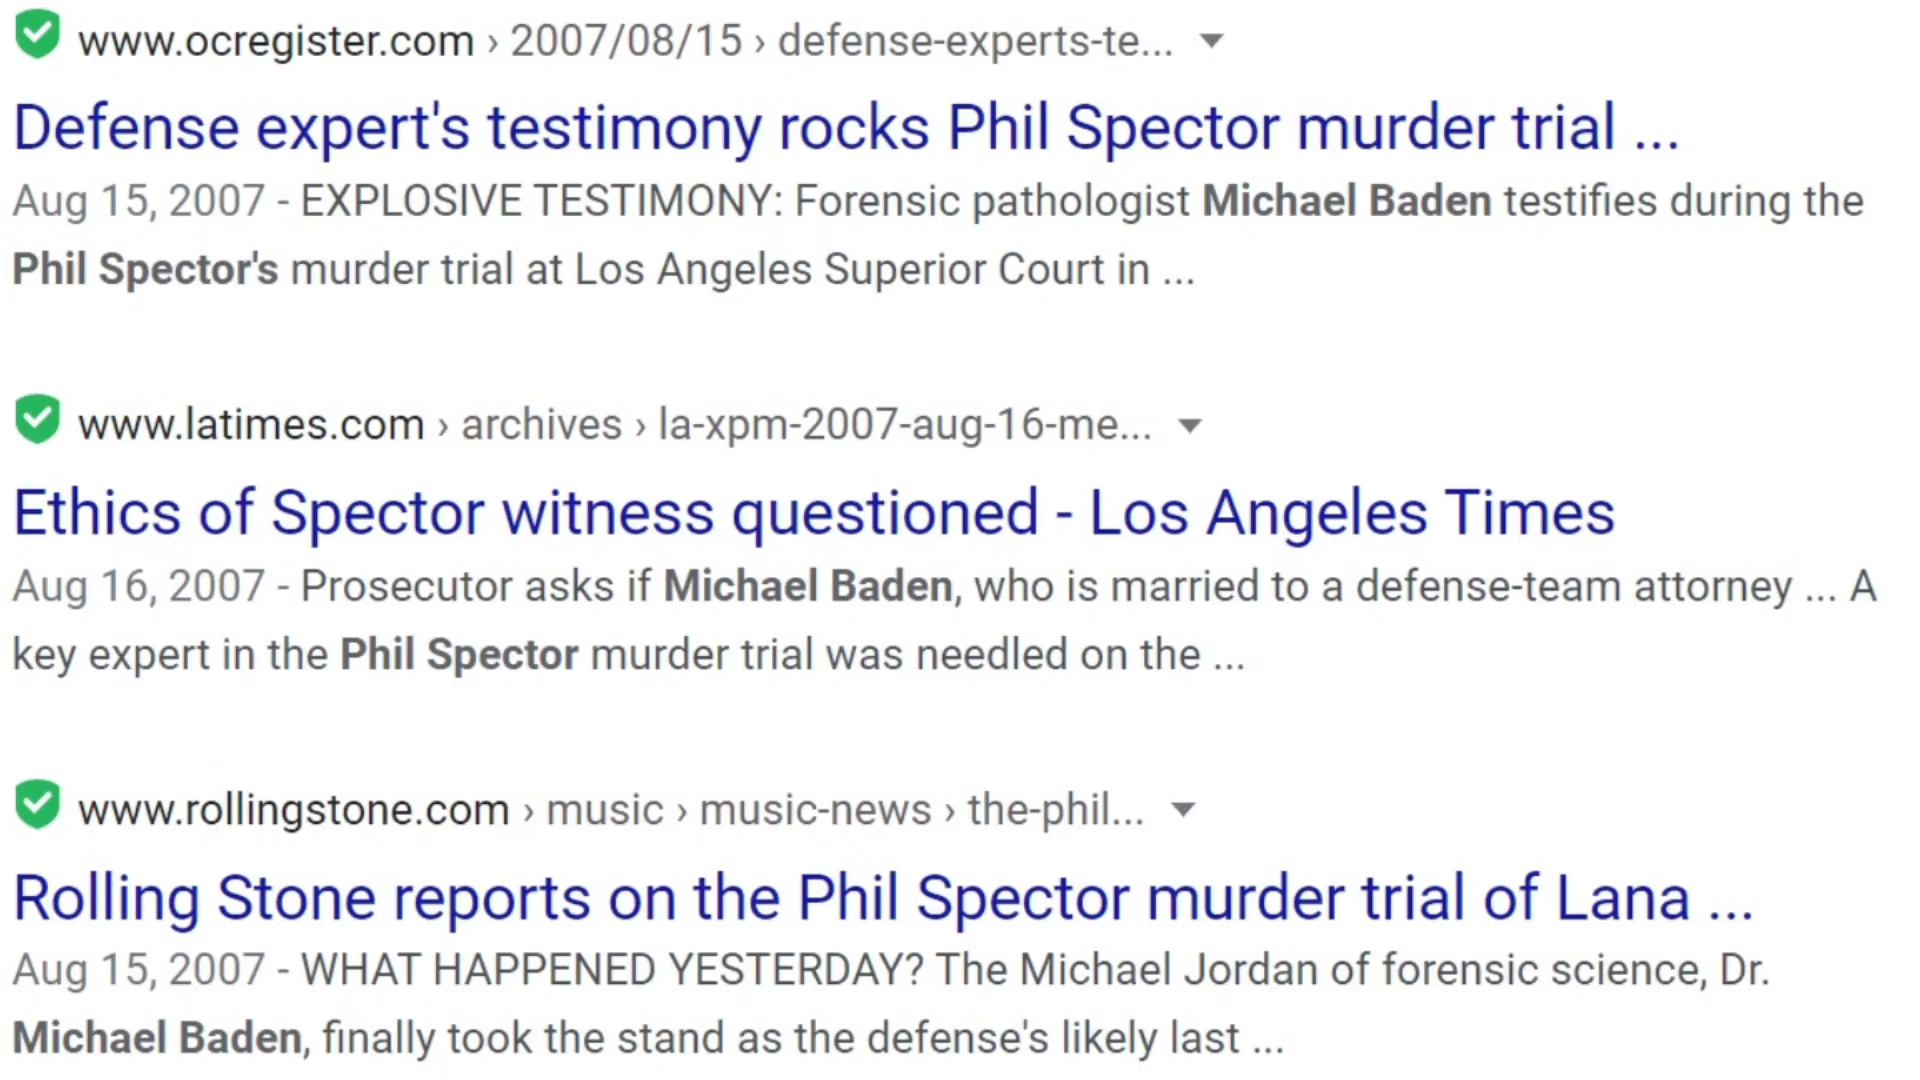 www.ocregister.com › 2007/08/15 › defense-experts-te...
Defense expert's testimony rocks Phil Spector murder trial ...
Aug 15, 2007 - EXPLOSIVE TESTIMONY: Forensic pathologist Michael Baden testifies during the
Phil Spector's murder trial at Los Angeles Superior Court in ...
www.latimes.com › archives › la-xpm-2007-aug-16-me...
Ethics of Spector witness questioned - Los Angeles Times
Aug 16, 2007 - Prosecutor asks if Michael Baden, who is married to a defense-team attorney ... A
key expert in the Phil Spector murder trial was needled on the ...
www.rollingstone.com › music › music-news › the-phil...
Rolling Stone reports on the Phil Spector murder trial of Lana ...
Aug 15, 2007 - WHAT HAPPENED YESTERDAY? The Michael Jordan of forensic science, Dr.
Michael Baden, finally took the stand as the defense's likely last ...